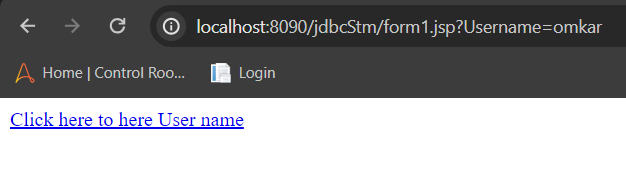 localhost:8090/jdbcStm/form1.jsp?Username=omkar
Home | Control Roo... Login
Click here to here User name